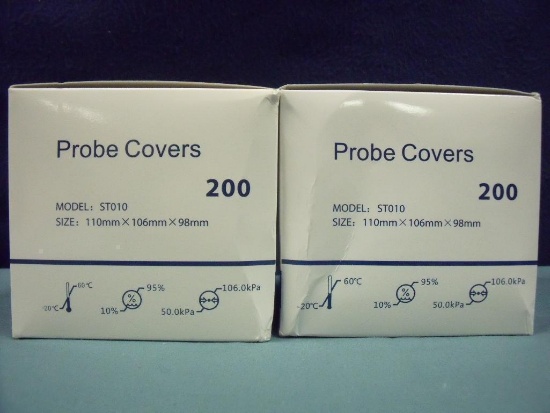 Probe Covers
200
MODEL: ST010
SIZE: 110mm×106mm×98mm
60℃
-20℃
95%
10%
106.0kPa
50.0kPa
Probe Covers
200
MODEL: ST010
SIZE: 110mm×106mm×98mm
60℃
-20℃
95%
10%
106.0kPa
50.0kPa